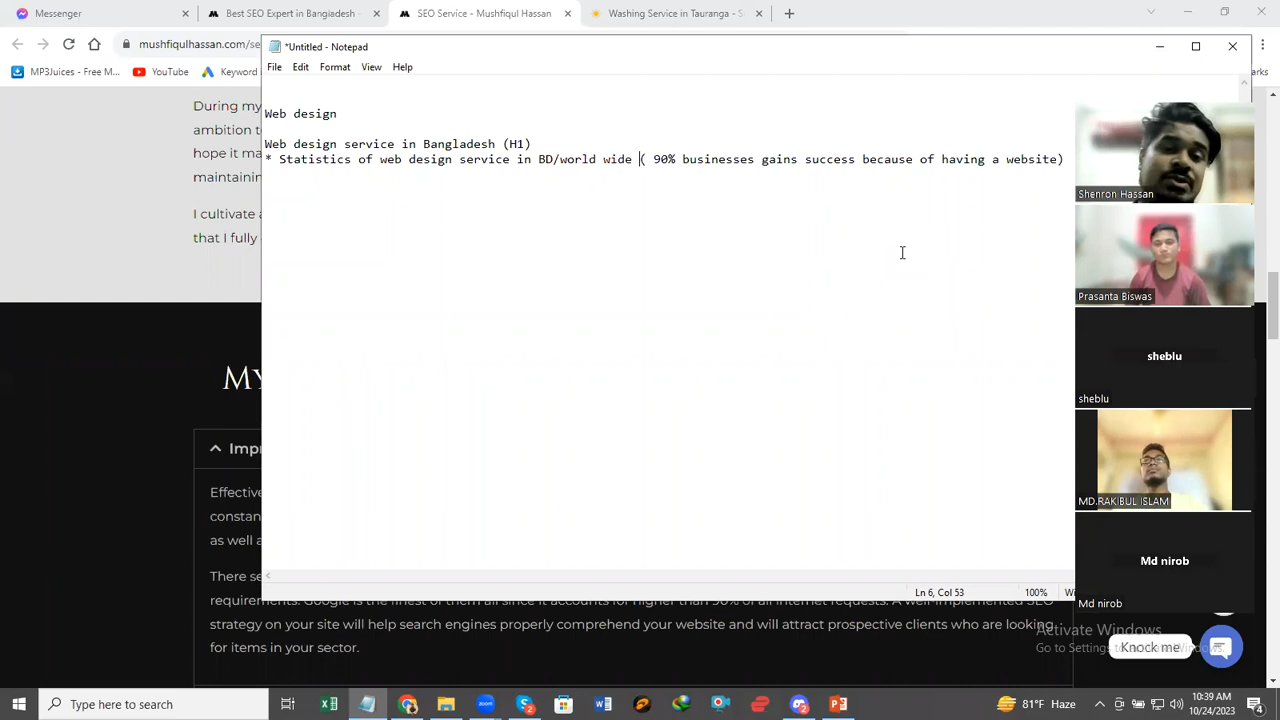 Messenger
Best SEO Expert in Bangladesh -
SEO Service - Mushfiqul Hassan
Washing Service in Tauranga - S
mushfiqulhassan.com/se
*Untitled - Notepad
MP3Juices - Free M...
YouTube
Keyword
File Edit Format View Help
During my
ambition to
hope it ma
maintaining
I cultivate a
that I fully
Web design
Web design service in Bangladesh (H1)
* Statistics of web design service in BD/world wide ( 90% businesses gains success because of having a website)
Shenron Hassan
Prasanta Biswas
sheblu
sheblu
MD.RAKIBUL ISLAM
Md nirob
Md nirob
My
Impr
Effective
constan
as well a
There se
Ln 6, Col 53
100%
Wi
requirements. Google is the finest of them all since it accounts for higher than 90% of all internet requests. A well-implemented SEO
strategy on your site will help search engines properly comprehend your website and will attract prospective clients who are looking
for items in your sector.
Activate Windows
Go to Settings to activate Windows.
Knock me
Type here to search
81°F Haze
10:39 AM
10/24/2023